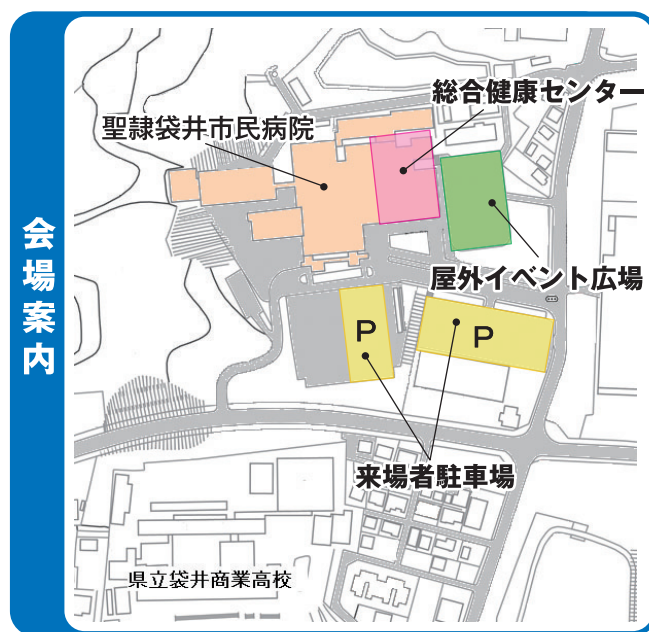 会場案内
総合健康センター
聖隷袋井市民病院
屋外イベント広場
P
P
来場者駐車場
県立袋井商業高校